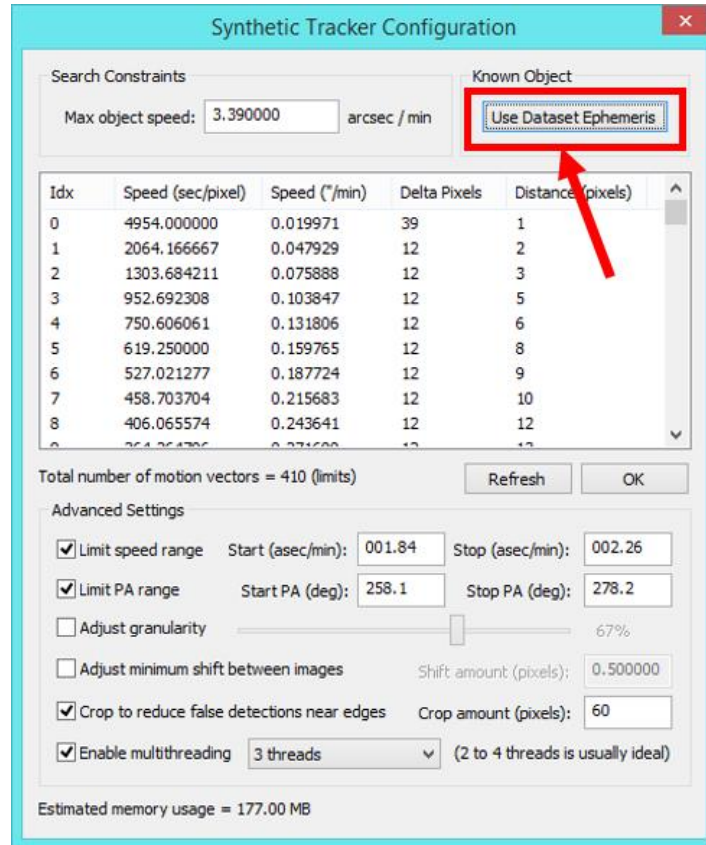 Synthetic Tracker Configuration
Search Constraints
Known Object
Max object speed: 3.390000 arcsec / min
Use Dataset Ephemeris
Idx Speed (sec/pixel) Speed ("/min) Delta Pixels Distance (pixels)
0 4954.000000 0.019971 39 1
1 2064.166667 0.047929 12 2
2 1303.684211 0.075888 12 3
3 952.692308 0.103847 12 5
4 750.606061 0.131806 12 6
5 619.250000 0.159765 12 8
6 527.021277 0.187724 12 9
7 458.703704 0.215683 12 10
8 406.065574 0.243641 12 12
Total number of motion vectors = 410 (limits) Refresh OK
Advanced Settings
Limit speed range Start (asec/min): 001.84 Stop (asec/min): 002.26
Limit PA range Start PA (deg): 258.1 Stop PA (deg): 278.2
Adjust granularity 67%
Adjust minimum shift between images Shift amount (pixels): 0.500000
Crop to reduce false detections near edges Crop amount (pixels): 60
Enable multithreading 3 threads (2 to 4 threads is usually ideal)
Estimated memory usage = 177.00 MB